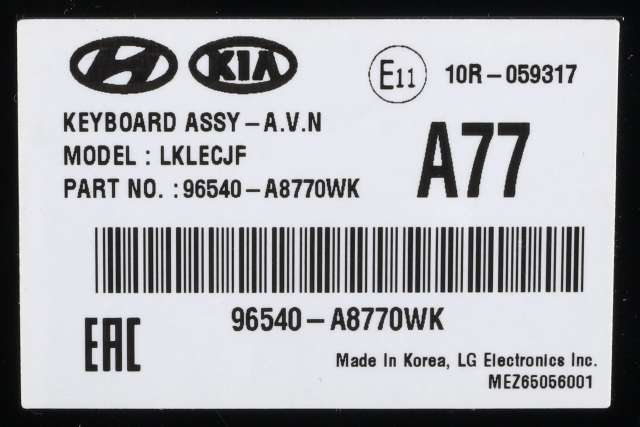 KIA
E11 10R-059317
KEYBOARD ASSY-A.V.N
MODEL : LKLECJF
PART NO. : 96540-A8770WK
A77
96540-A8770WK
EAC
Made In Korea, LG Electronics Inc.
MEZ65056001